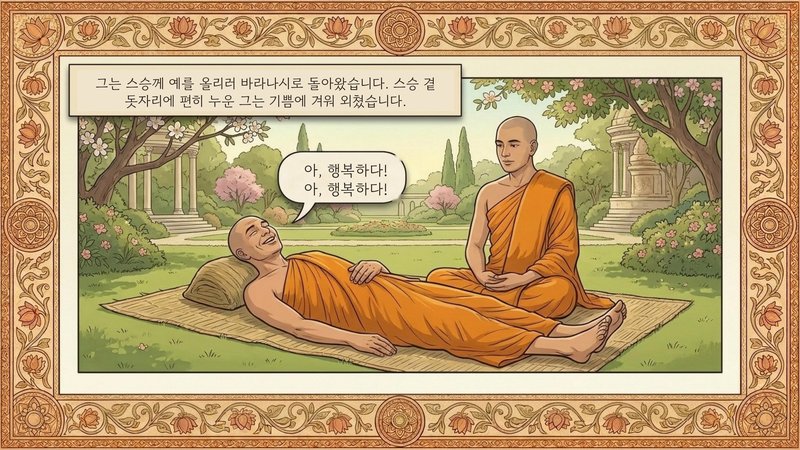 그는 스승께 예를 올리러 바라나시로 돌아왔습니다. 스승 곁
돗자리에 편히 누운 그는 기쁨에 겨워 외쳤습니다.
아, 행복하다!
아, 행복하다!